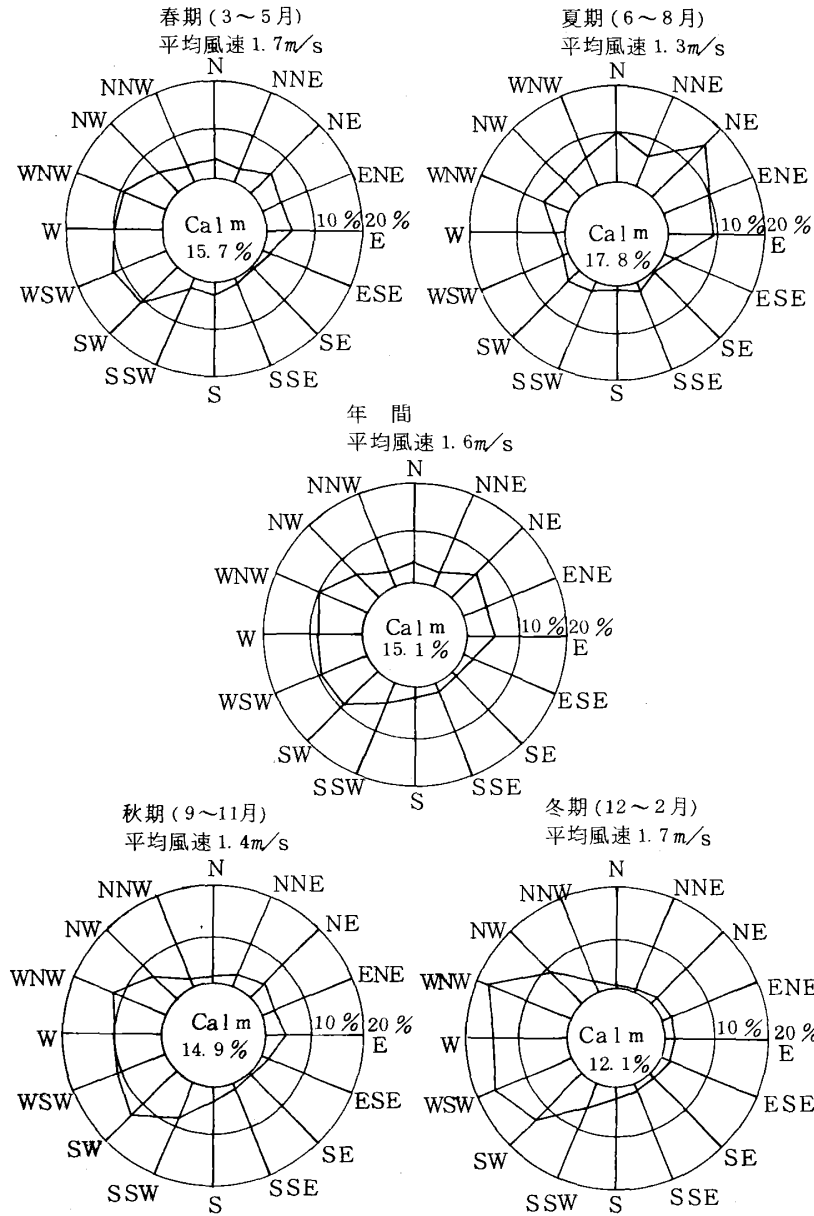 春期(3～5月)
平均風速1.7m/s
N
NNW
NNE
NW
NE
WNW
ENE
Calm
15.7%
10%
20%
W
E
WSW
ESE
SW
SE
SSW
SSE
S
夏期(6～8月)
平均風速1.3m/s
N
WNW
NNE
NW
NE
WNW
ENE
Calm
17.8%
10%
20%
W
E
WSW
ESE
SW
SE
SSW
SSE
S
年間
平均風速1.6m/s
N
NNW
NNE
NW
NE
WNW
ENE
Calm
15.1%
10%
20%
W
E
WSW
ESE
SW
SE
SSW
SSE
S
秋期(9～11月)
平均風速1.4m/s
N
NNW
NNE
NW
NE
WNW
ENE
Calm
14.9%
10%
20%
W
E
WSW
ESE
SW
SE
SSW
SSE
S
冬期(12～2月)
平均風速1.7m/s
N
NNW
NNE
NW
NE
WNW
ENE
Calm
12.1%
10%
20%
W
E
WSW
ESE
SW
SE
SSW
SSE
S